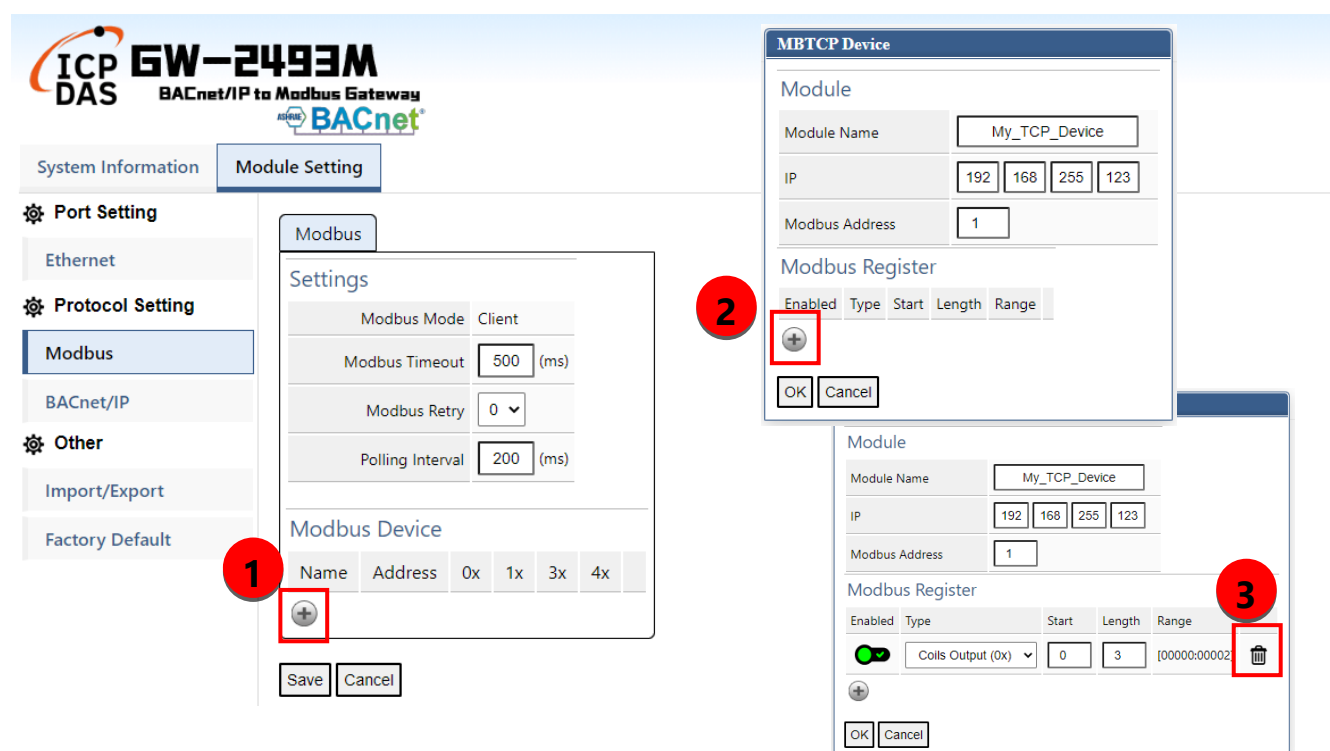 ICP DAS
GW-2493M
BACnet/IP to Modbus Gateway
ASHRAE BACnet®
System Information
Module Setting
Port Setting
Ethernet
Protocol Setting
Modbus
BACnet/IP
Other
Import/Export
Factory Default
Modbus
Settings
Modbus Mode Client
Modbus Timeout 500 (ms)
Modbus Retry 0
Polling Interval 200 (ms)
Modbus Device
1
Name Address 0x 1x 3x 4x
Save Cancel
MBTCP Device
Module
Module Name My_TCP_Device
IP 192 168 255 123
Modbus Address 1
Modbus Register
2
Enabled Type Start Length Range
OK Cancel
Module
Module Name My_TCP_Device
IP 192 168 255 123
Modbus Address 1
Modbus Register
3
Enabled Type Start Length Range
Coils Output (0x) 0 3 [00000:00002]
OK Cancel